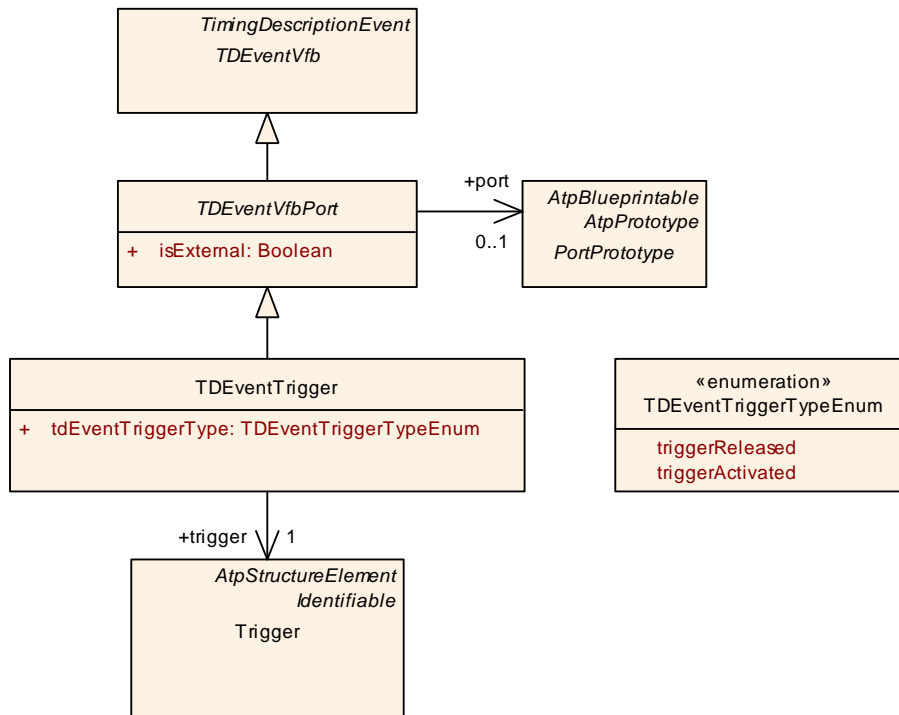 TimingDescriptionEvent
TDEventVfb
TDEventVfbPort
+ isExternal: Boolean
+port
0..1
AtpBlueprintable
AtpPrototype
PortPrototype
TDEventTrigger
+ tdEventTriggerType: TDEventTriggerTypeEnum
«enumeration»
TDEventTriggerTypeEnum
triggerReleased
triggerActivated
+trigger 1
AtpStructureElement
Identifiable
Trigger